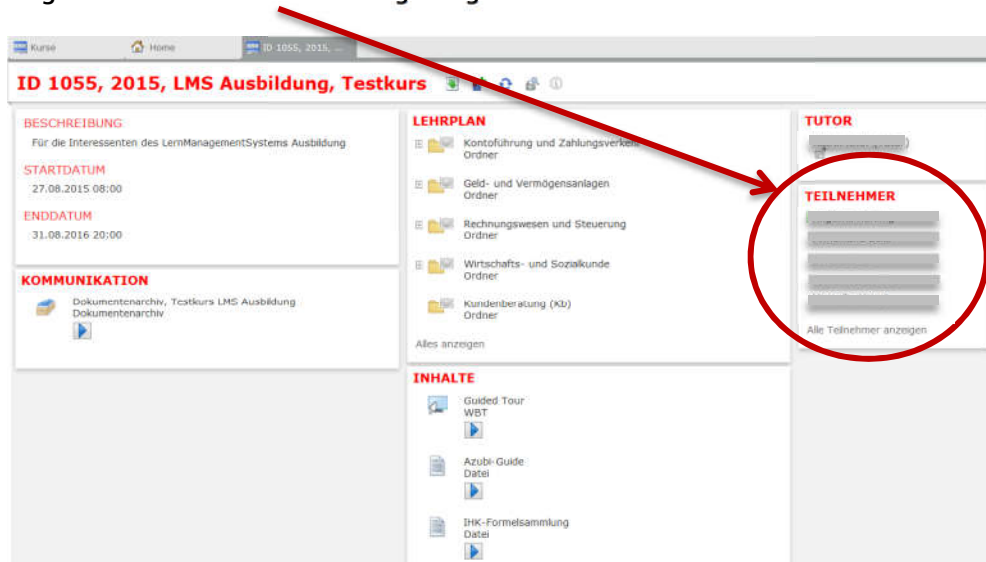 Kurse
Home
ID 1055, 2015, ...
ID 1055, 2015, LMS Ausbildung, Testkurs
BESCHREIBUNG
Für die Interessenten des LernManagementSystems Ausbildung
STARTDATUM
27.08.2015 08:00
ENDDATUM
31.08.2016 20:00
KOMMUNIKATION
Dokumentenarchiv, Testkurs LMS Ausbildung
Dokumentenarchiv
LEHRPLAN
Kontoführung und Zahlungsverkehr
Ordner
Geld- und Vermögensanlagen
Ordner
Rechnungswesen und Steuerung
Ordner
Wirtschafts- und Sozialkunde
Ordner
Kundenberatung (Kb)
Ordner
Alles anzeigen
INHALTE
Guided Tour
WBT
Azubi-Guide
Datei
IHK-Formelsammlung
Datei
TUTOR
TEILNEHMER
Alle Teilnehmer anzeigen